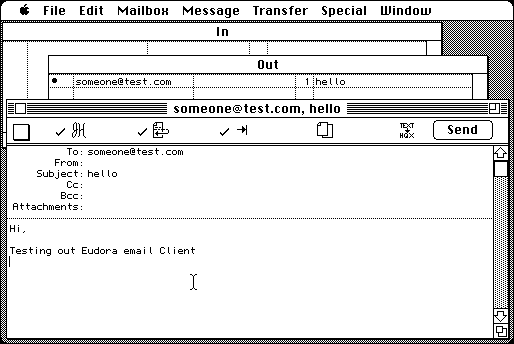 File Edit Mailbox Message Transfer Special Window
In
Out
someone@test.com 1 hello
someone@test.com, hello
TEXT HQX Send
To: someone@test.com
From:
Subject: hello
Cc:
Bcc:
Attachments:
Hi,
Testing out Eudora email Client